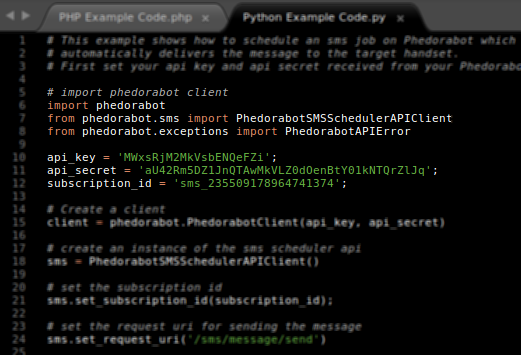 PHP Example Code.php ×
Python Example Code.py ×
1 # This example shows how to schedule an sms job on Phedorabot which
2 # automatically delivers the message to the target handset.
3 # First set your api key and api secret received from your Phedorabo
4
5 # import phedorabot client
6 import phedorabot
7 from phedorabot.sms import PhedorabotSMSSchedulerAPIClient
8 from phedorabot.exceptions import PhedorabotAPIError
9
10 api_key = 'MWxsRjM2MkVsbENQeFZi';
11 api_secret = 'aU42Rm5DZ1JnQTAwMkVLZ0dOenBtY01kNTQrZlJq';
12 subscription_id = 'sms_235509178964741374';
13
14 # Create a client
15 client = phedorabot.PhedorabotClient(api_key, api_secret)
16
17 # create an instance of the sms scheduler api
18 sms = PhedorabotSMSSchedulerAPIClient()
19
20 # set the subscription id
21 sms.set_subscription_id(subscription_id);
22
23 # set the request uri for sending the message
24 sms.set_request_uri('/sms/message/send')
25